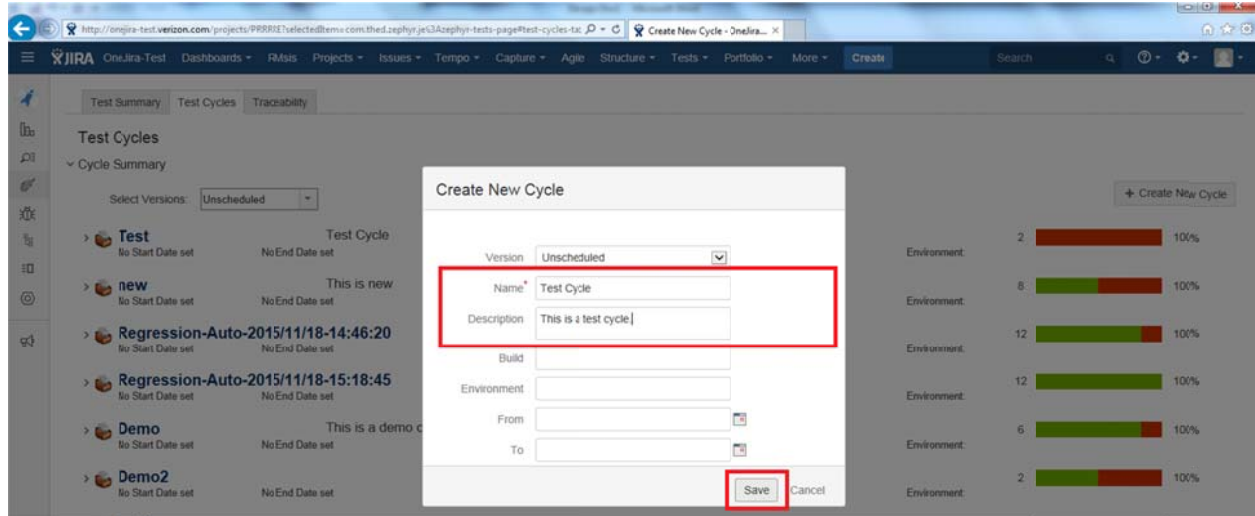 http://onejira-test.verizon.com/projects/PRRRIE?selectedItem=com.thed.zephyr.je%3Azephyr-tests-page#test-cycles-tab Create New Cycle - OneJira...
JIRA OneJira-Test Dashboards RMsis Projects Issues Tempo Capture Agile Structure Tests Portfolio More Create Search
Test Summary Test Cycles Traceability
Test Cycles
Cycle Summary
Select Versions: Unscheduled + Create New Cycle
Test Test Cycle 2 100%
No Start Date set No End Date set Environment:
new This is new 8 100%
No Start Date set No End Date set Environment:
Regression-Auto-2015/11/18-14:46:20 12 100%
No Start Date set No End Date set Environment:
Regression-Auto-2015/11/18-15:18:45 12 100%
No Start Date set No End Date set Environment:
Demo This is a demo c 6 100%
No Start Date set No End Date set Environment:
Demo2 2 100%
No Start Date set No End Date set Environment:
Create New Cycle
Version Unscheduled
Name* Test Cycle
Description This is a test cycle.
Build
Environment
From
To
Save Cancel